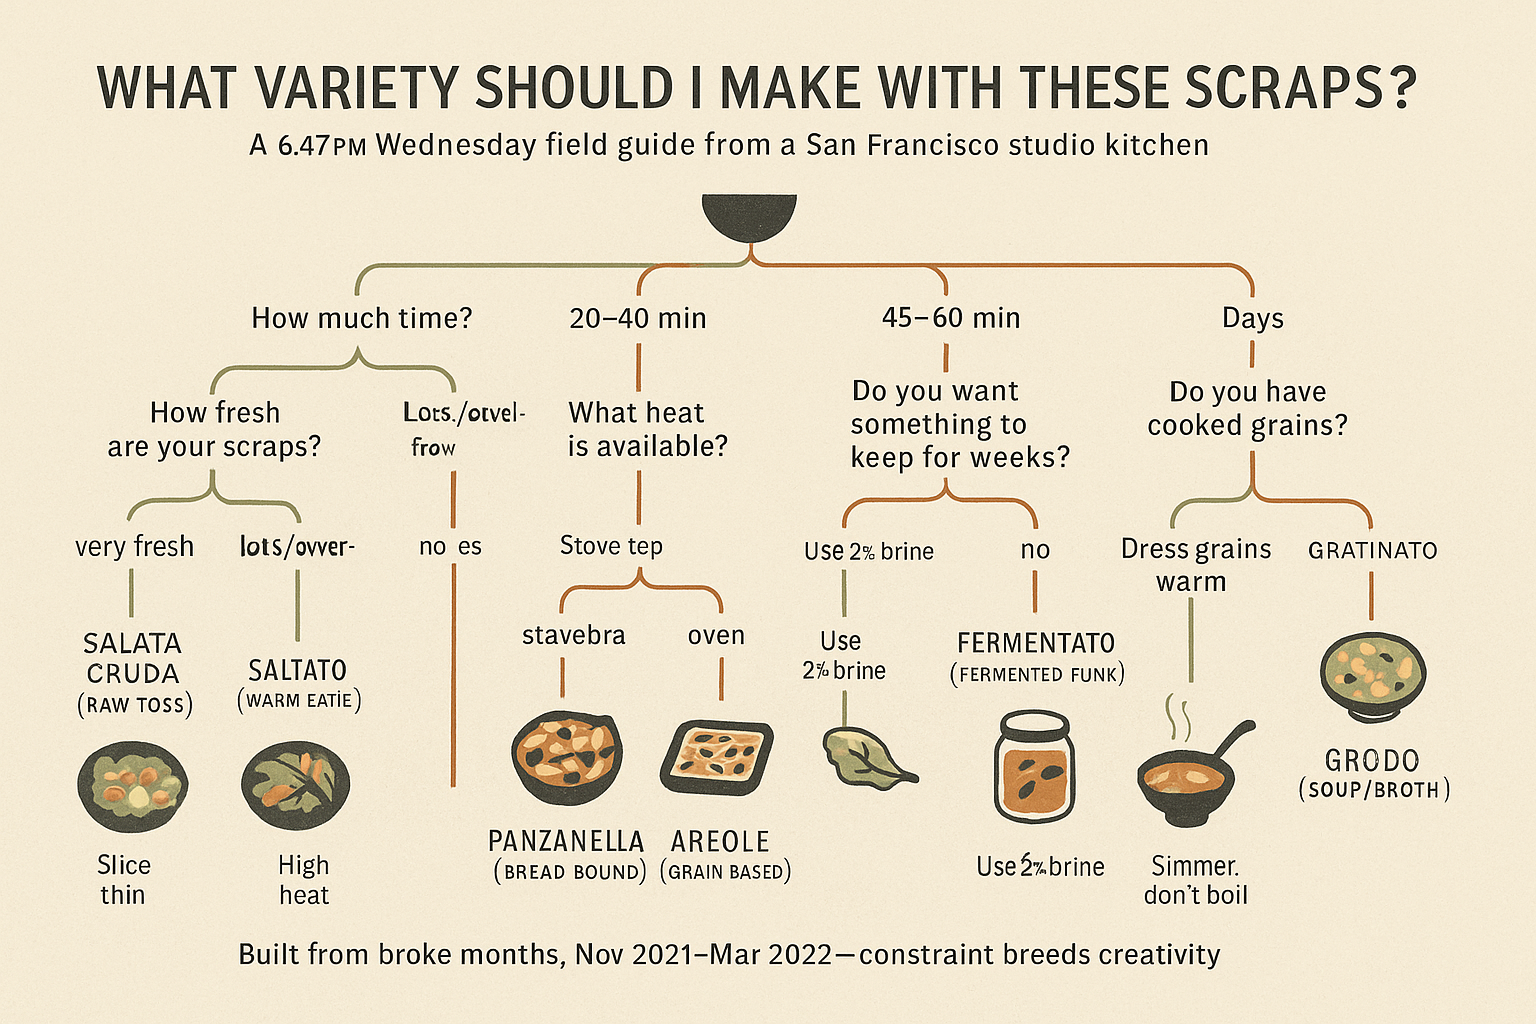 WHAT VARIETY SHOULD I MAKE WITH THESE SCRAPS?
A 6.47PM Wednesday field guide from a San Francisco studio kitchen
How much time?
20–40 min
45–60 min
Days
How fresh
are your scraps?
Lots./otvel-
frow
What heat
is available?
Do you want
something to
keep for weeks?
Do you have
cooked grains?
very fresh
lots/ovver-
no es
Stove tep
Use 2% brine
no
Dress grains
warm
GRATINATO
stavebra
oven
SALATA
CRUDA
(RAW TOSS)
SALTATO
(WARM EATIE)
Use
2% brine
FERMENTATO
(FERMENTED FUNK)
GRODO
(SOUP/BROTH)
PANZANELLA
(BREAD BOUND)
AREOLE
(GRAIN BASED)
Slice
thin
High
heat
Use 2% brine
Simmer.
don't boil
Built from broke months, Nov 2021–Mar 2022—constraint breeds creativity